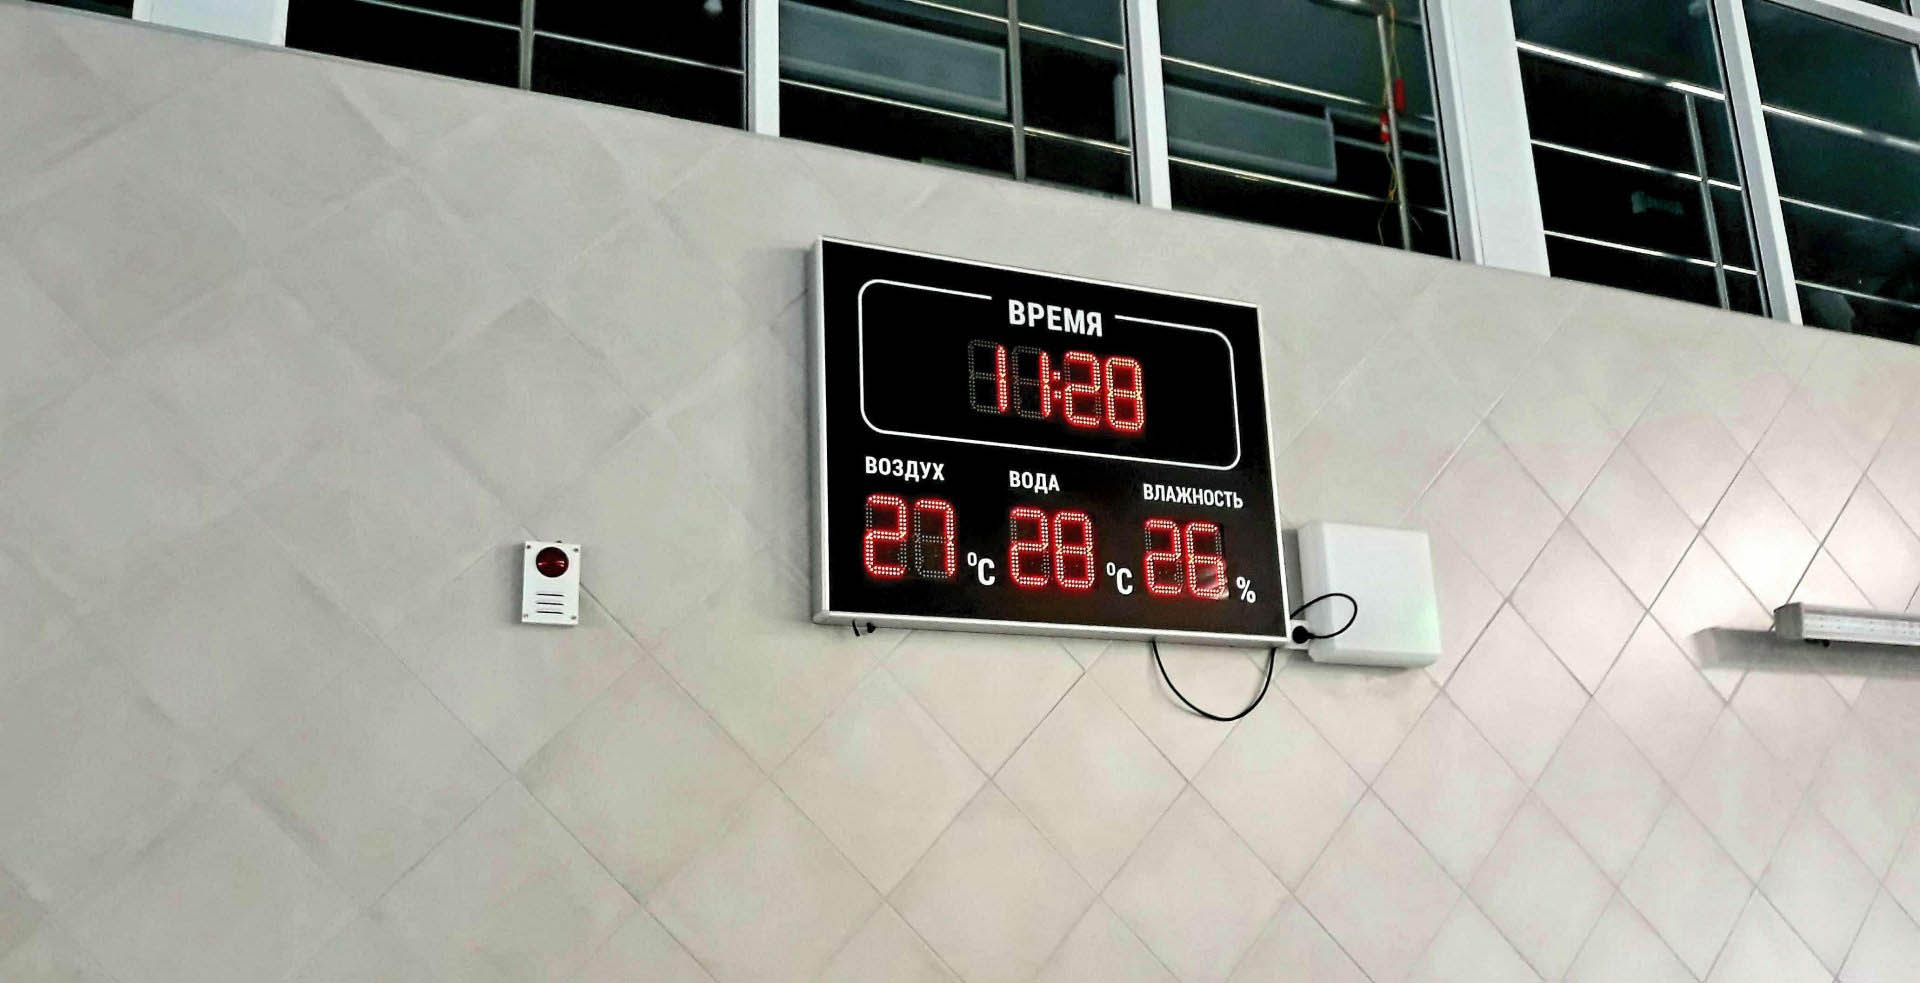 ВРЕМЯ
11:28
ВОЗДУХ ВОДА ВЛАЖНОСТЬ
27 °C 28 °C 26 %